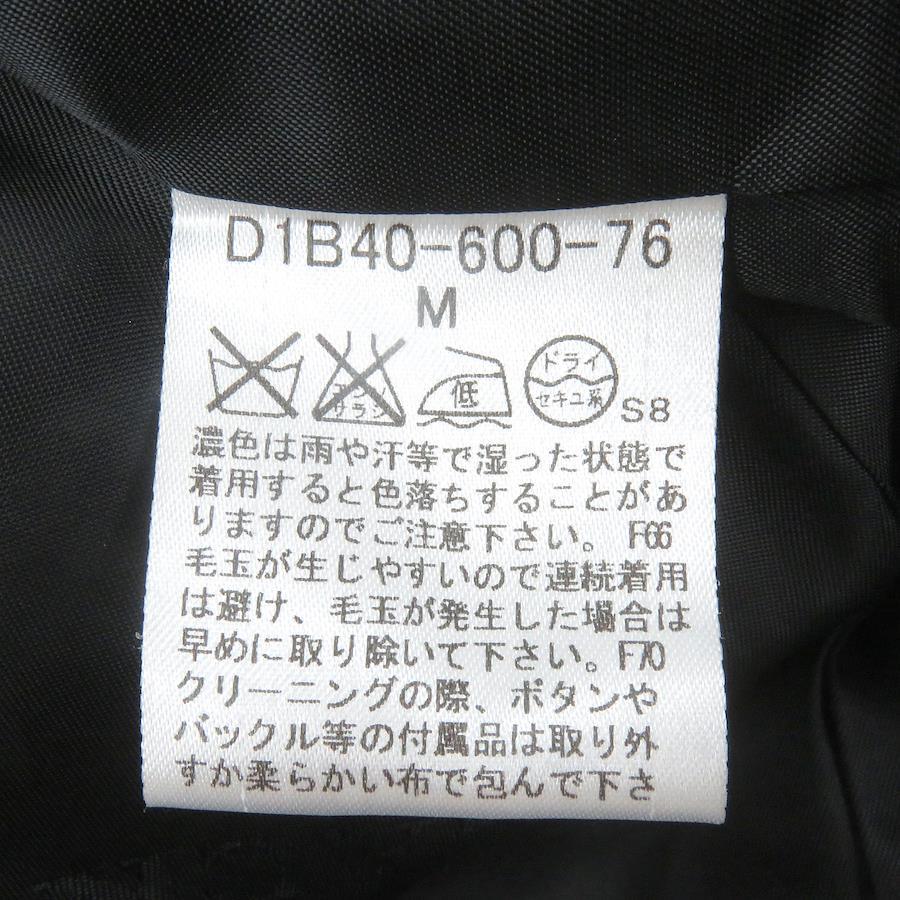 D1B40-600-76
M
エンソ
サラシ
低
ドライ
セキユ系
S8
濃色は雨や汗等で湿った状態で
着用すると色落ちすることがあ
りますのでご注意下さい。 F66
毛玉が生じやすいので連続着用
は避け、毛玉が発生した場合は
早めに取り除いて下さい。F70
クリーニングの際、ボタンや
バックル等の付属品は取り外
すか柔らかい布で包んで下さ